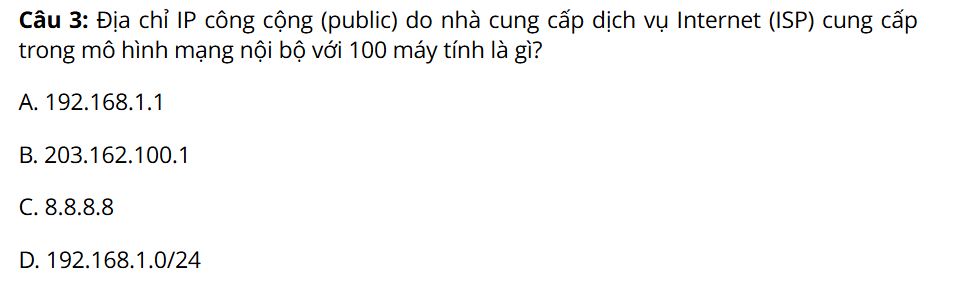 Câu 3: Địa chỉ IP công cộng (public) do nhà cung cấp dịch vụ Internet (ISP) cung cấp
trong mô hình mạng nội bộ với 100 máy tính là gì?
A. 192.168.1.1
B. 203.162.100.1
C. 8.8.8.8
D. 192.168.1.0/24